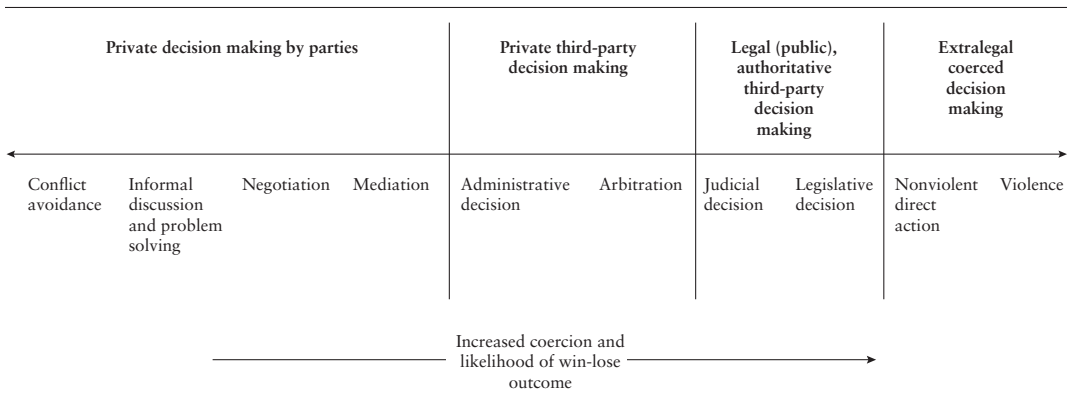 Private decision making by parties
Private third-party
decision making
Legal (public),
authoritative
third-party
decision
making
Extralegal
coerced
decision
making
Conflict
avoidance
Informal
discussion
and problem
solving
Negotiation
Mediation
Administrative
decision
Arbitration
Judicial
decision
Legislative
decision
Nonviolent
direct
action
Violence
Increased coercion and
likelihood of win-lose
outcome